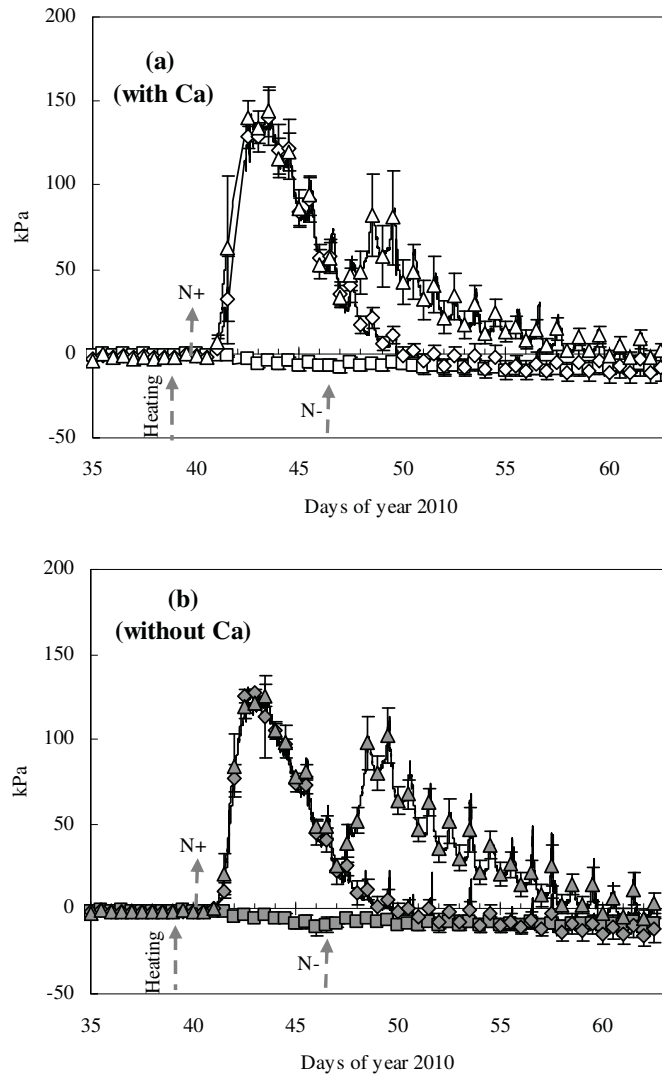 200
(a)
(with Ca)
150
100
kPa
50
N+
0
Heating
N-
-50
35 40 45 50 55 60
Days of year 2010
200
(b)
(without Ca)
150
100
kPa
50
N+
0
Heating
N-
-50
35 40 45 50 55 60
Days of year 2010